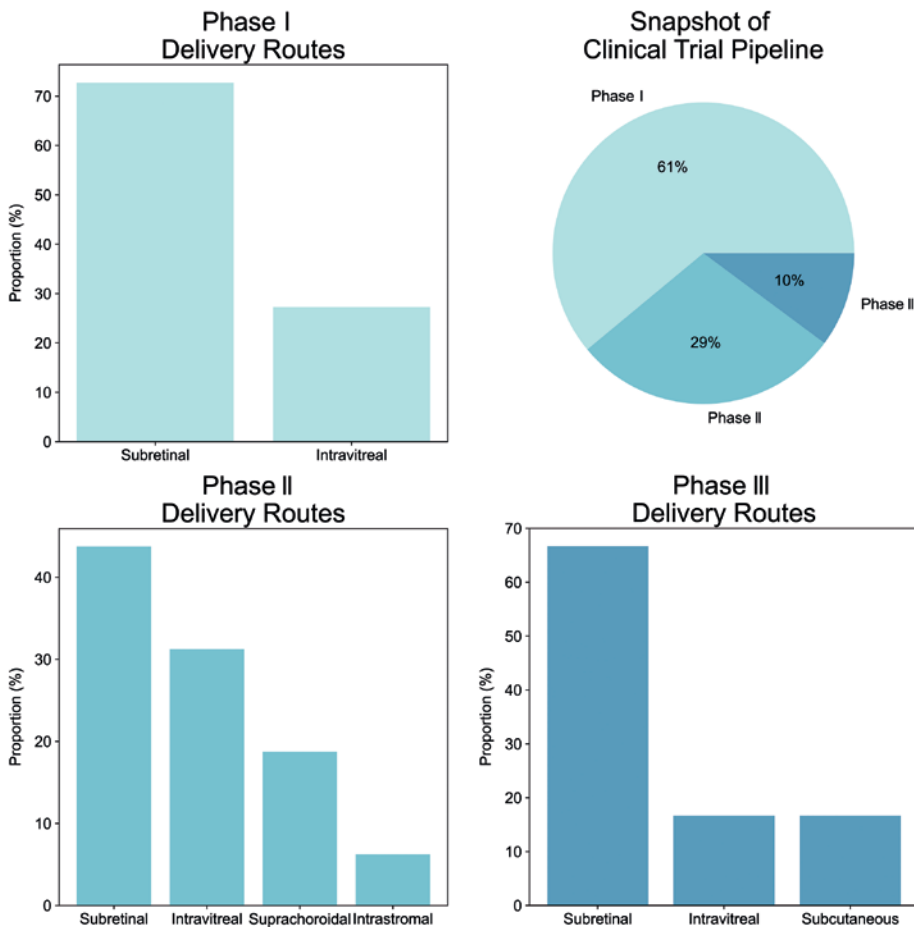 Phase I
Delivery Routes
Proportion (%)
70
60
50
40
30
20
10
0
Subretinal
Intravitreal
Snapshot of
Clinical Trial Pipeline
Phase I
61%
10%
Phase II
29%
Phase II
Phase II
Delivery Routes
Proportion (%)
40
30
20
10
0
Subretinal
Intravitreal
Suprachoroidal
Intrastromal
Phase III
Delivery Routes
Proportion (%)
70
60
50
40
30
20
10
0
Subretinal
Intravitreal
Subcutaneous